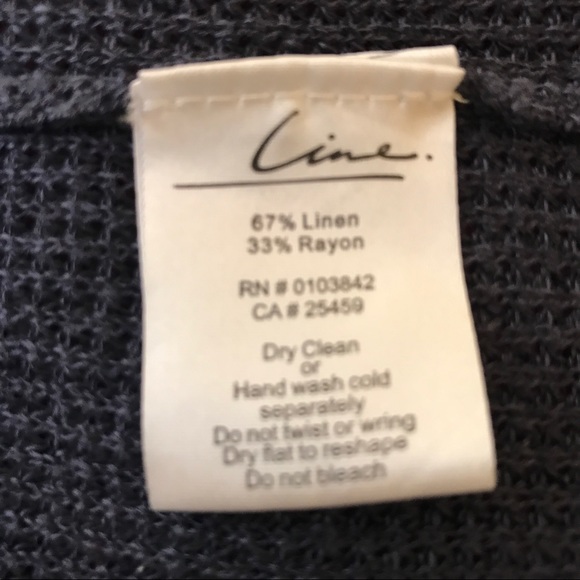 Line.
67% Linen
33% Rayon
RN # 0103842
CA # 25459
Dry Clean
or
Hand wash cold
separately
Do not twist or wring
Dry flat to reshape
Do not bleach